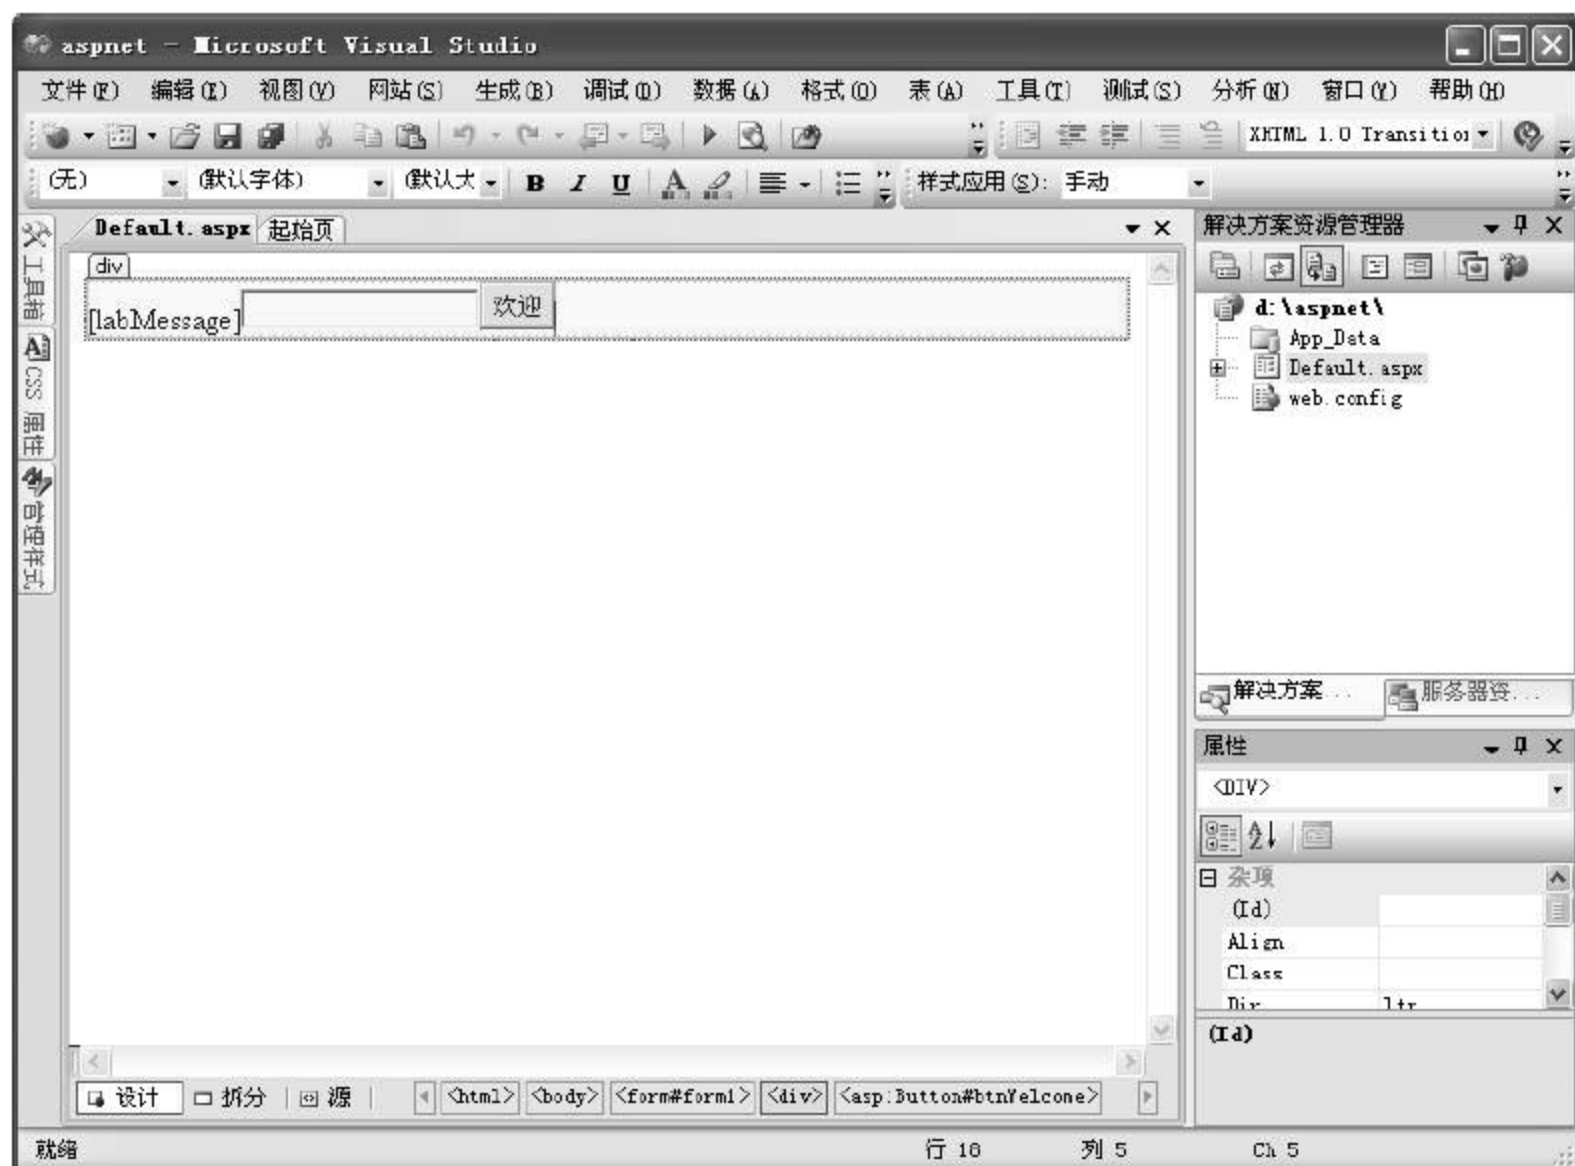 aspnet - Microsoft Visual Studio
文件(F) 编辑(E) 视图(V) 网站(S) 生成(B) 调试(D) 数据(A) 格式(O) 表(A) 工具(T) 测试(S) 分析(N) 窗口(W) 帮助(H)
XHTML 1.0 Transitio
(无) (默认字体) (默认大 B I U A 样式应用(S): 手动
Default.aspx 起始页
工具箱
CSS 属性
管理样式
div
[labMessage] 欢迎
解决方案资源管理器
d:\aspnet\
App_Data
Default.aspx
web.config
解决方案... 服务器资...
属性
<DIV>
杂项
(Id)
Align
Class
Dir ltr
(Id)
设计 拆分 源 <html> <body> <form#form1> <div> <asp:Button#btnWelcome>
就绪 行 18 列 5 Ch 5